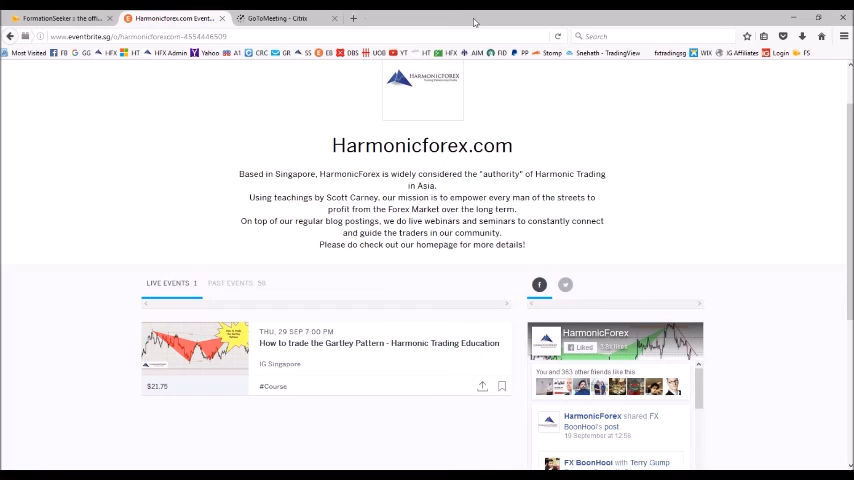 FormationSeeker : the offi...
Harmonicforex.com Event...
GoToMeeting - Citrix
www.eventbrite.sg/o/harmonicforexcom-4554446509
Search
Most Visited FB G GG HFX HT HFX Admin Yahoo A1 CRC GR SS EB DBS UOB YT HT HFX AIM FID PP Stomp Snehath - TradingView fxtradingsg WIX IG Affiliates Login FS
HARMONICFOREX
Harmonicforex.com
Based in Singapore, HarmonicForex is widely considered the "authority" of Harmonic Trading
in Asia.
Using teachings by Scott Carney, our mission is to empower every man of the streets to
profit from the Forex Market over the long term.
On top of our regular blog postings, we do live webinars and seminars to constantly connect
and guide the traders in our community.
Please do check out our homepage for more details!
LIVE EVENTS 1 PAST EVENTS 58
THU, 29 SEP 7:00 PM
How to trade the Gartley Pattern - Harmonic Trading Education
IG Singapore
$21.75
#Course
HarmonicForex
Liked
You and 363 other friends like this
HarmonicForex shared FX
BoonHooi's post
19 September at 12:58
FX BoonHooi with Terry Gump